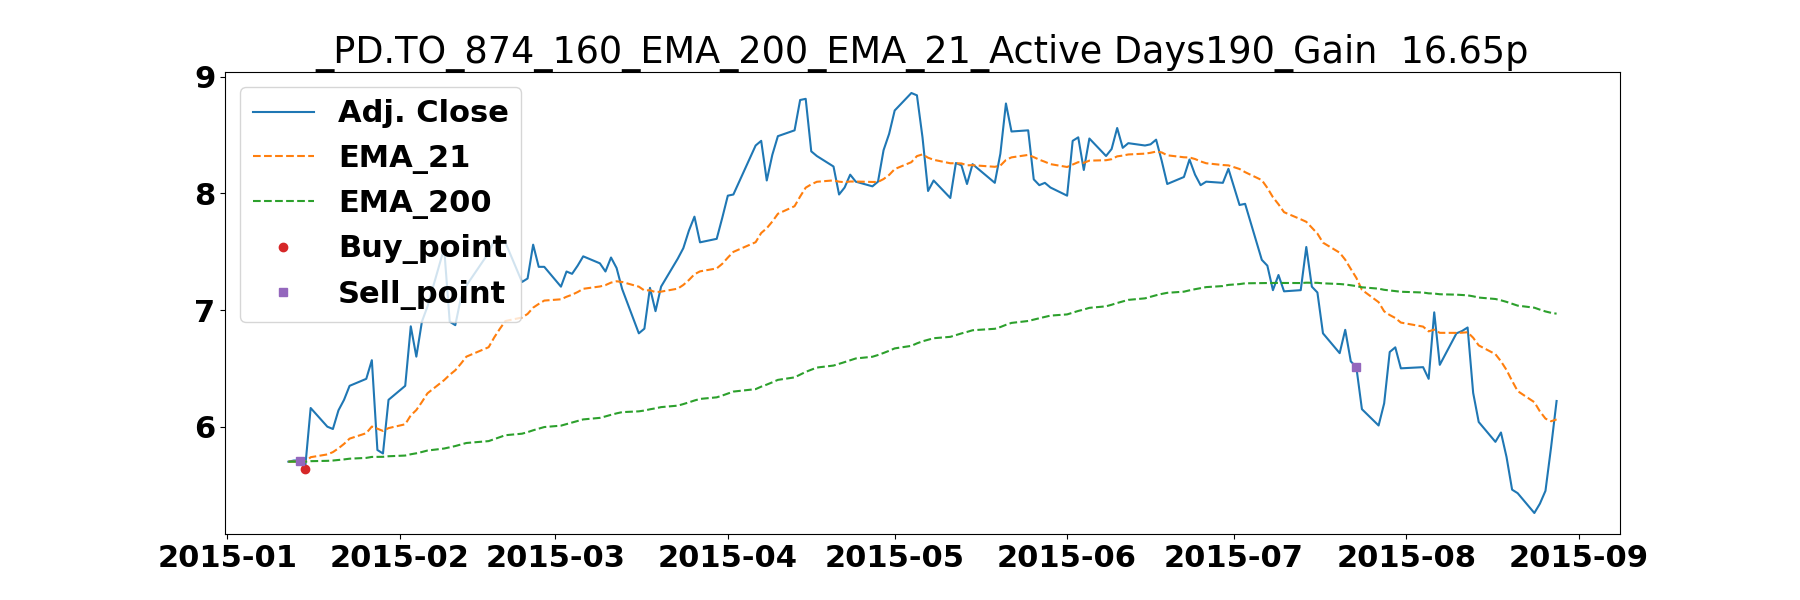 _PD.TO_874_160_EMA_200_EMA_21_Active Days190_Gain  16.65p
9
8
7
6
Adj. Close
EMA_21
EMA_200
Buy_point
Sell_point
2015-01 2015-02 2015-03 2015-04 2015-05 2015-06 2015-07 2015-08 2015-09